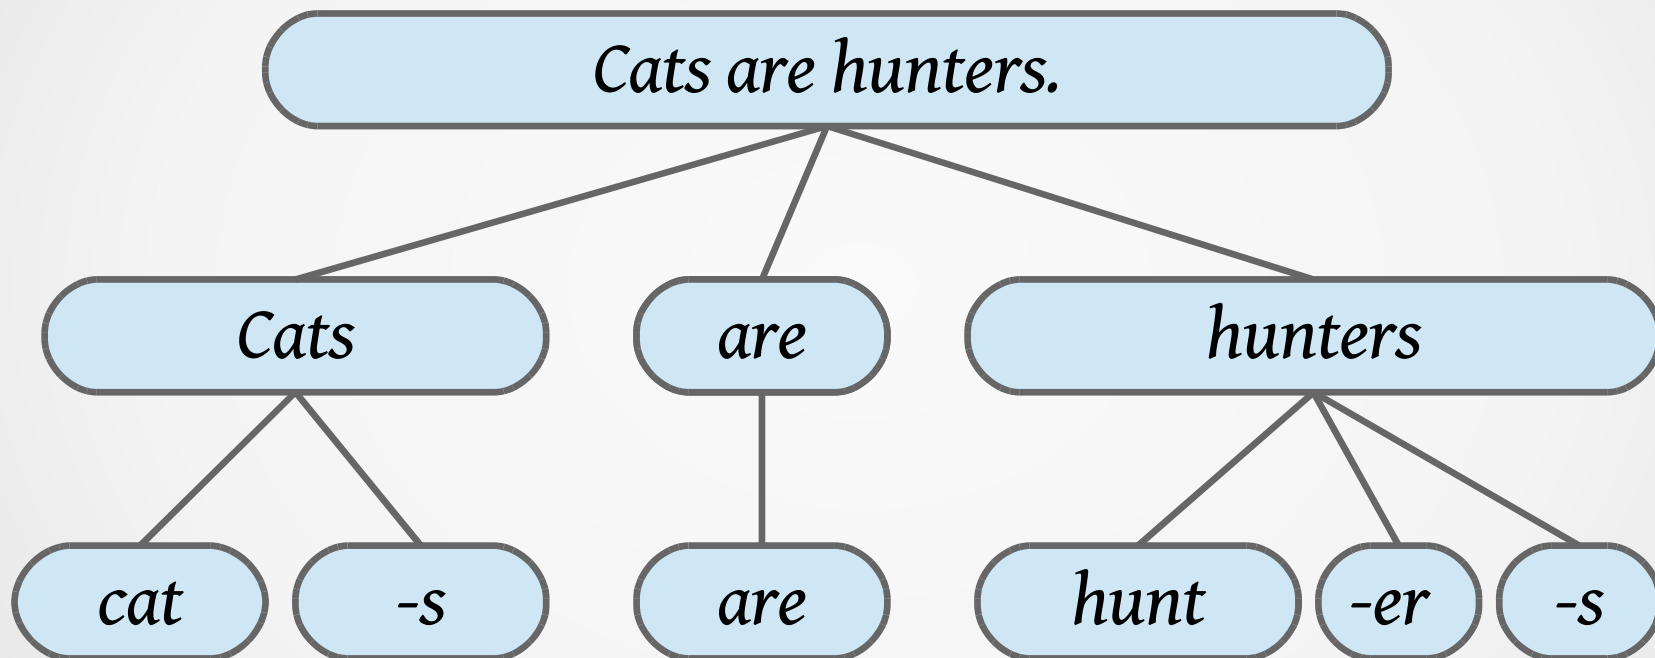 Cats are hunters.
Cats are hunters
cat -s are hunt -er -s